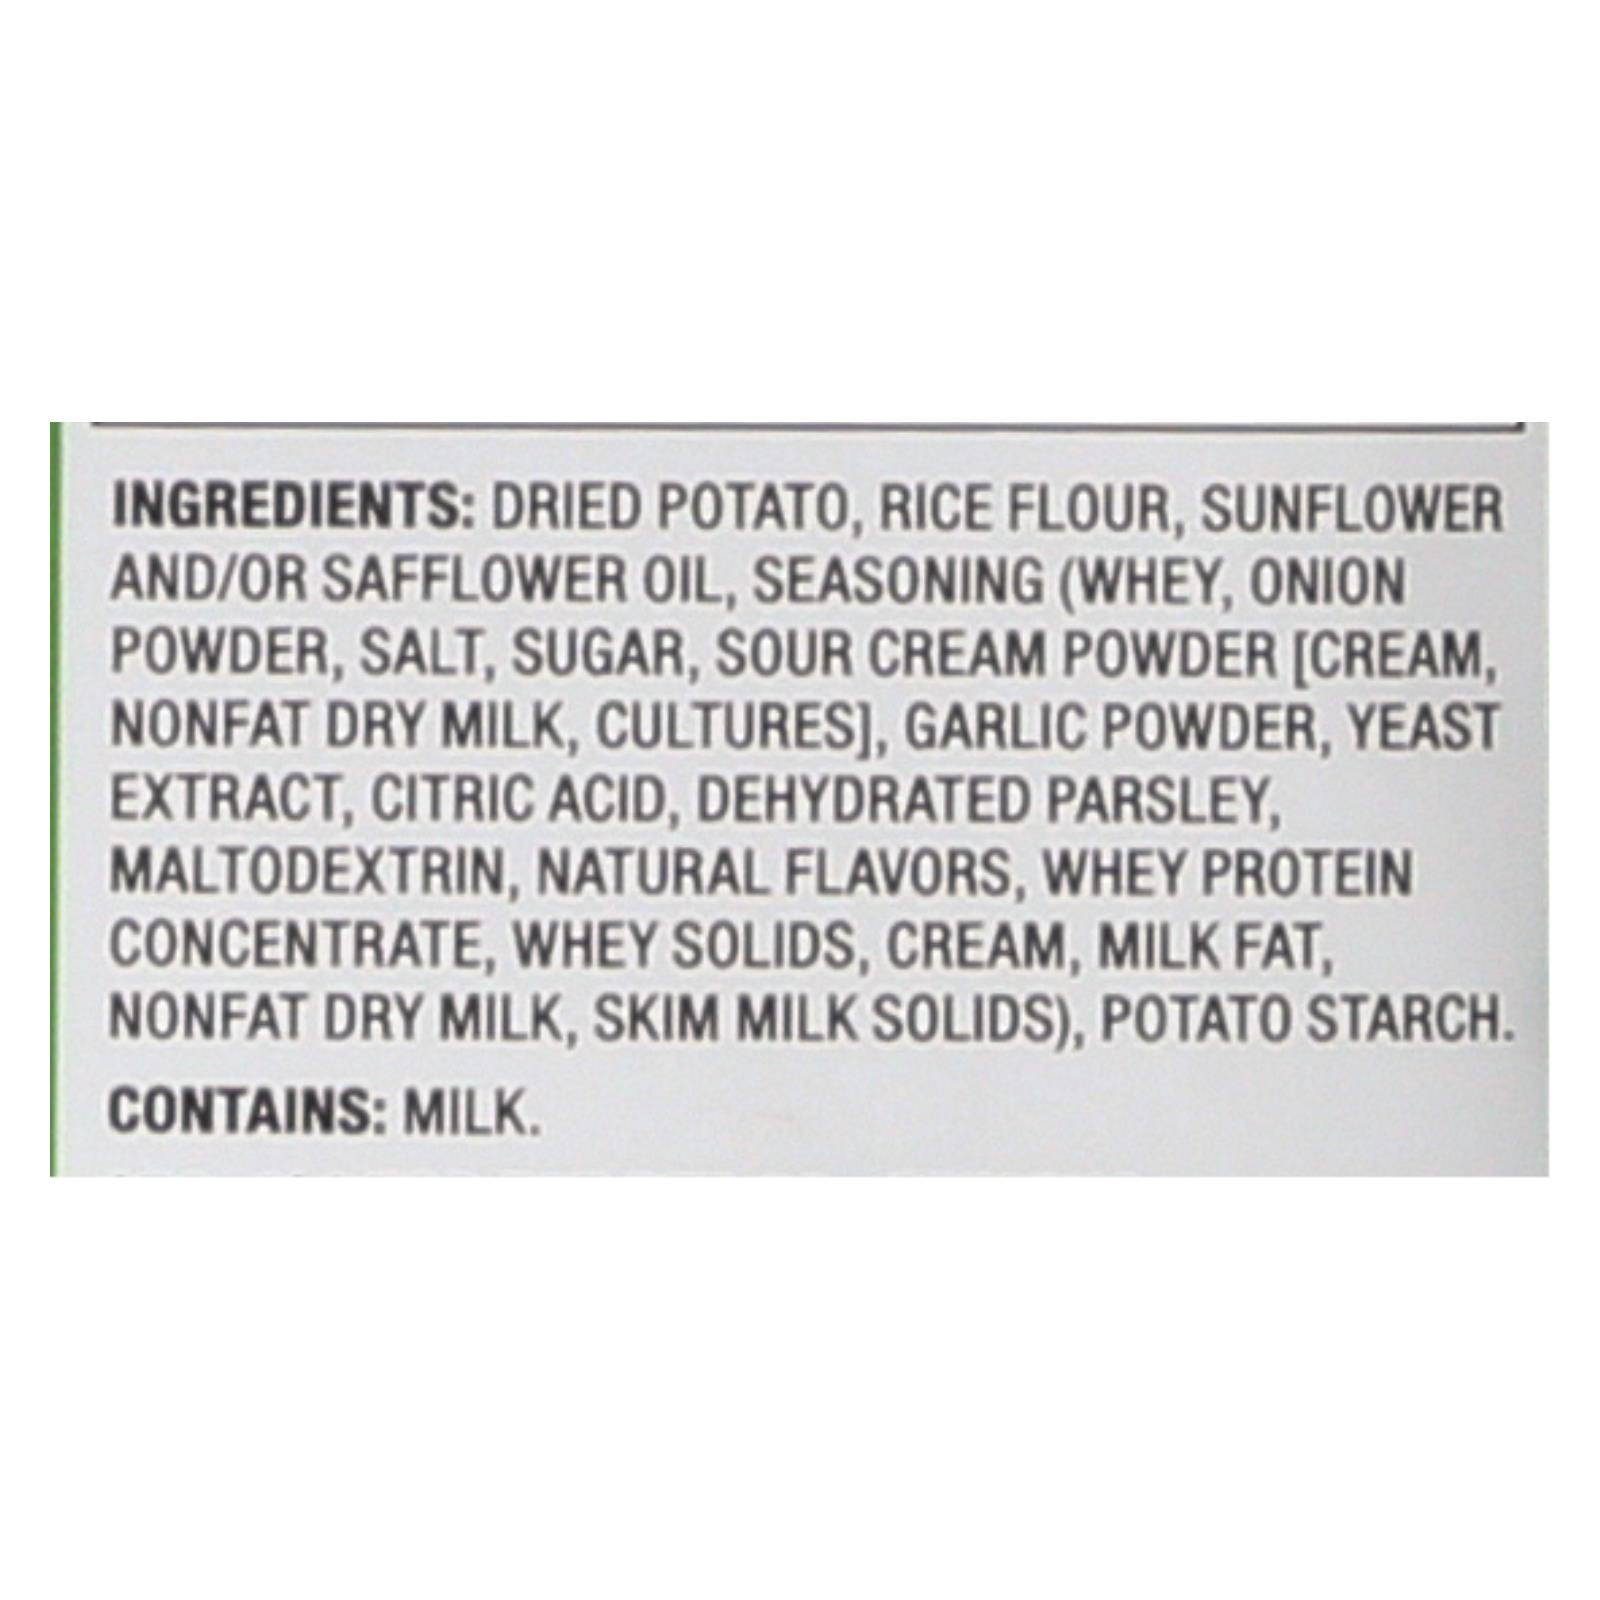 INGREDIENTS: DRIED POTATO, RICE FLOUR, SUNFLOWER
AND/OR SAFFLOWER OIL, SEASONING (WHEY, ONION
POWDER, SALT, SUGAR, SOUR CREAM POWDER [CREAM,
NONFAT DRY MILK, CULTURES], GARLIC POWDER, YEAST
EXTRACT, CITRIC ACID, DEHYDRATED PARSLEY,
MALTODEXTRIN, NATURAL FLAVORS, WHEY PROTEIN
CONCENTRATE, WHEY SOLIDS, CREAM, MILK FAT,
NONFAT DRY MILK, SKIM MILK SOLIDS), POTATO STARCH.
CONTAINS: MILK.